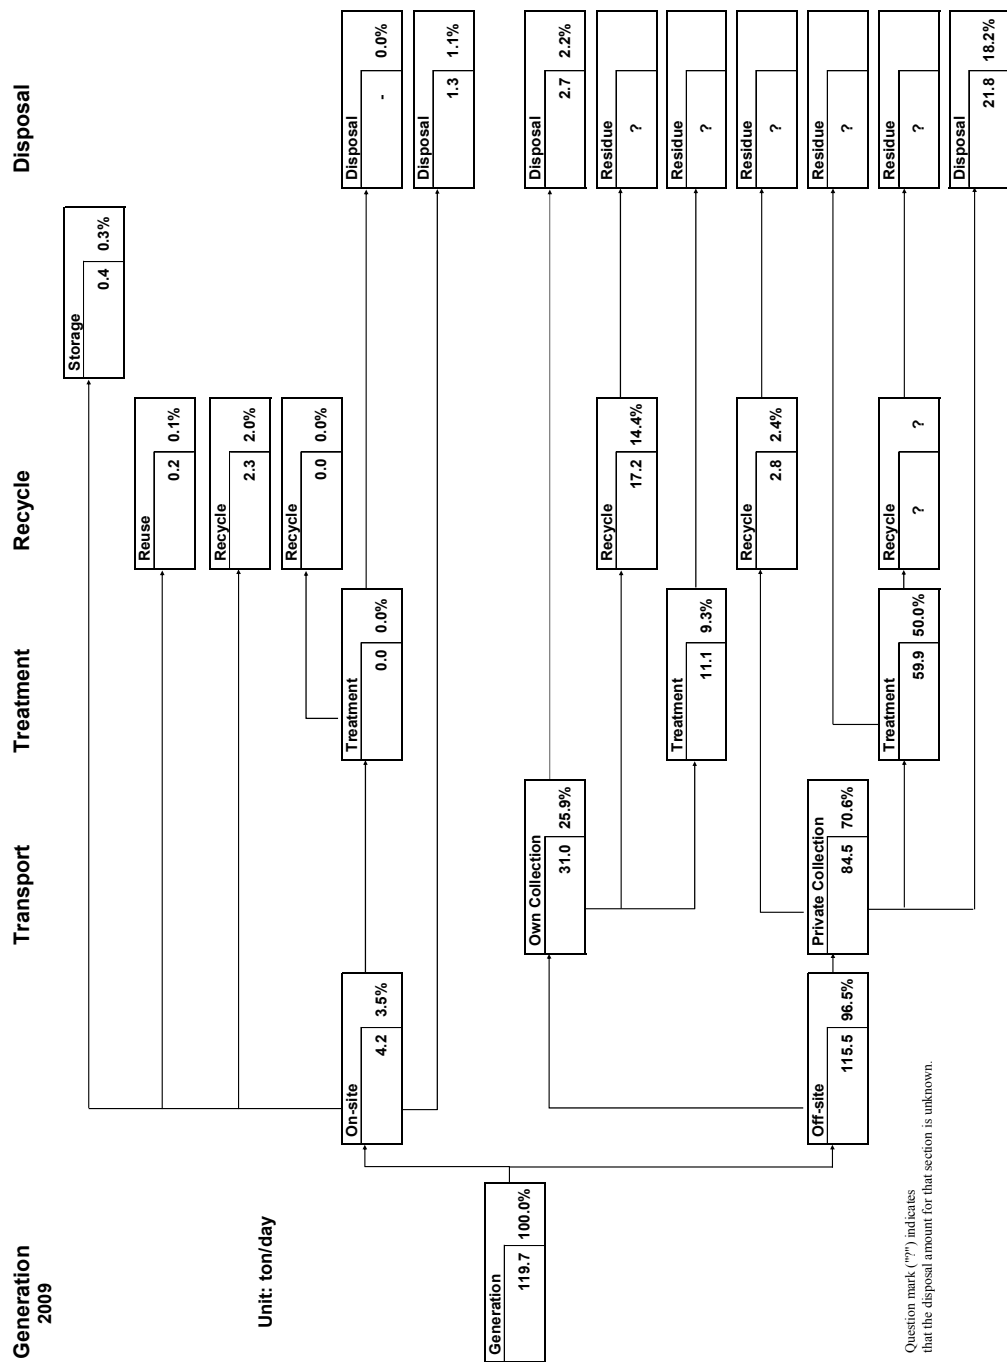 Generation
2009
Transport
Treatment
Recycle
Disposal
Unit: ton/day
Generation
119.7 100.0%
On-site
4.2 3.5%
Off-site
115.5 96.5%
Own Collection
31.0 25.9%
Private Collection
84.5 70.6%
Treatment
0.0 0.0%
Treatment
11.1 9.3%
Treatment
59.9 50.0%
Reuse
0.2 0.1%
Recycle
2.3 2.0%
Recycle
0.0 0.0%
Recycle
17.2 14.4%
Recycle
2.8 2.4%
Recycle
? ?
Storage
0.4 0.3%
Disposal
- 0.0%
Disposal
1.3 1.1%
Disposal
2.7 2.2%
Residue
?
Residue
?
Residue
?
Residue
?
Residue
?
Disposal
21.8 18.2%
Question mark ("?") indicates
that the disposal amount for that section is unknown.